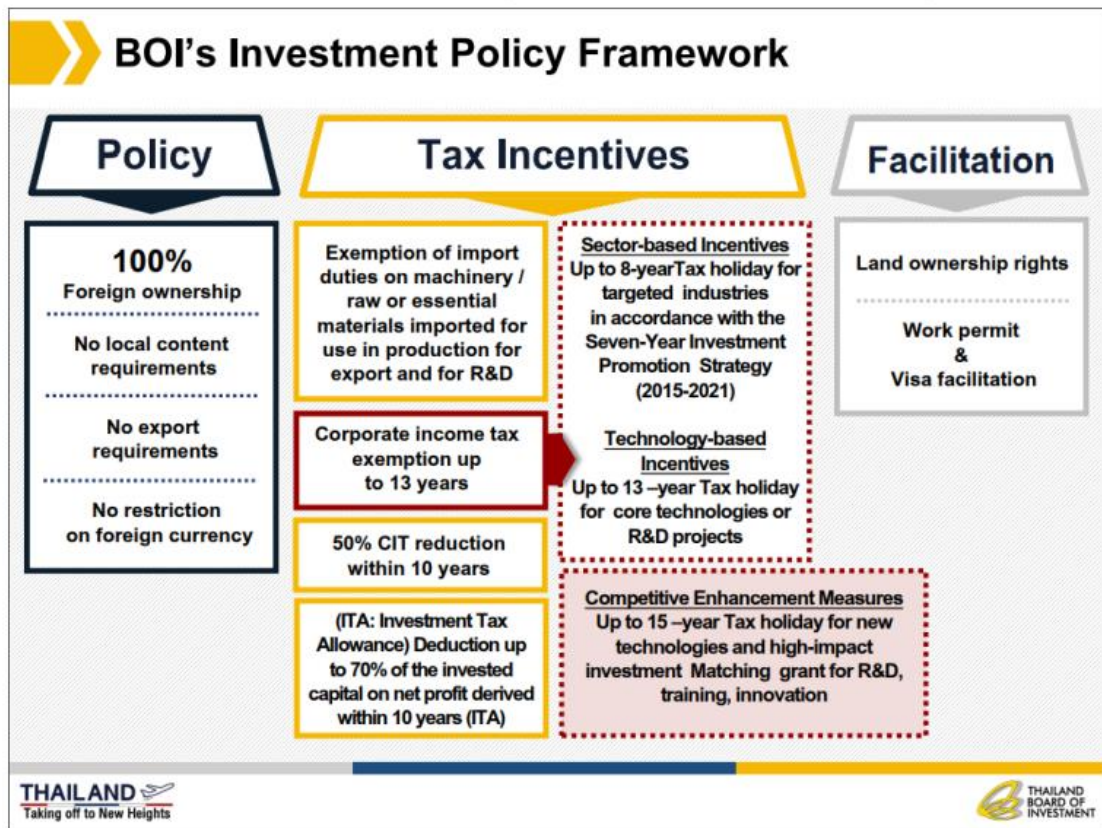 BOI's Investment Policy Framework
Policy
100%
Foreign ownership
No local content
requirements
No export
requirements
No restriction
on foreign currency
Tax Incentives
Exemption of import
duties on machinery /
raw or essential
materials imported for
use in production for
export and for R&D
Corporate income tax
exemption up
to 13 years
50% CIT reduction
within 10 years
(ITA: Investment Tax
Allowance) Deduction up
to 70% of the invested
capital on net profit derived
within 10 years (ITA)
Sector-based Incentives
Up to 8-yearTax holiday for
targeted industries
in accordance with the
Seven-Year Investment
Promotion Strategy
(2015-2021)
Technology-based
Incentives
Up to 13 –year Tax holiday
for core technologies or
R&D projects
Competitive Enhancement Measures
Up to 15 –year Tax holiday for new
technologies and high-impact
investment Matching grant for R&D,
training, innovation
Facilitation
Land ownership rights
Work permit
&
Visa facilitation
THAILAND
Taking off to New Heights
THAILAND
BOARD OF
INVESTMENT